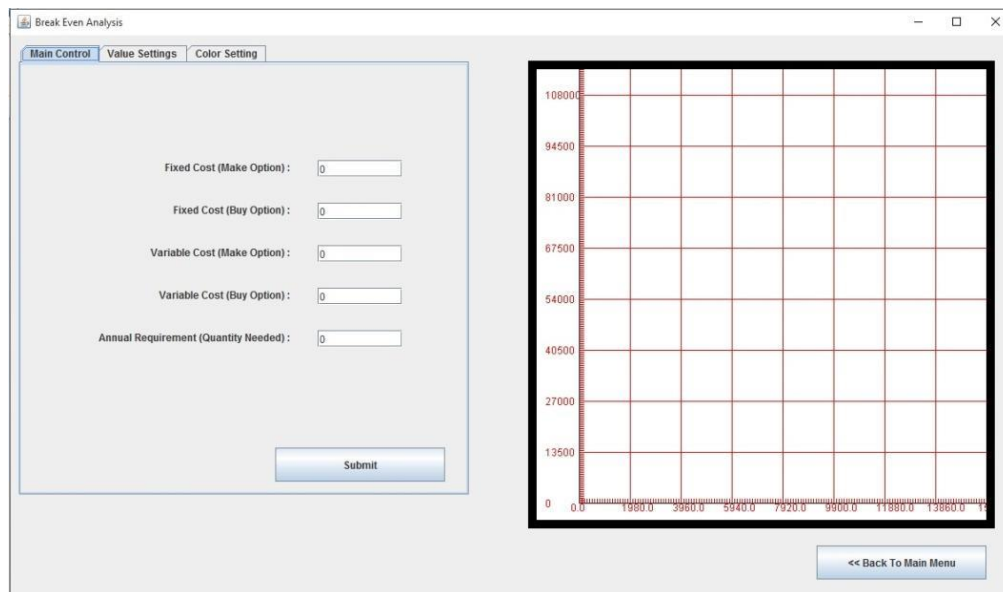 Break Even Analysis
Main Control Value Settings Color Setting
Fixed Cost (Make Option) : 0
Fixed Cost (Buy Option) : 0
Variable Cost (Make Option) : 0
Variable Cost (Buy Option) : 0
Annual Requirement (Quantity Needed) : 0
Submit
108000
94500
81000
67500
54000
40500
27000
13500
0 0.0 1980.0 3960.0 5940.0 7920.0 9900.0 11880.0 13860.0
<< Back To Main Menu